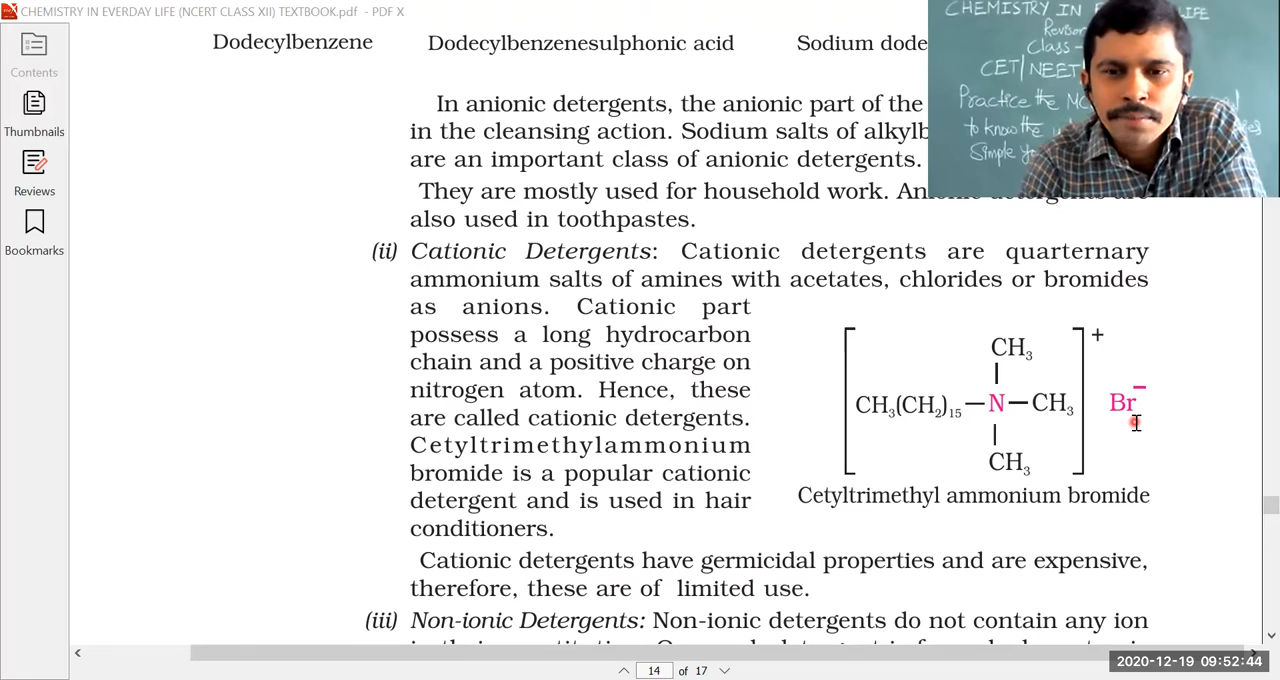 CHEMISTRY IN EVERDAY LIFE (NCERT CLASS XII) TEXTBOOK.pdf - PDF X
Contents
Thumbnails
Reviews
Bookmarks
CHEMISTRY IN LIFE
Class -
CET/NEET
Practice the
to know the
Simple
Dodecylbenzene Dodecylbenzenesulphonic acid Sodium
In anionic detergents, the anionic part of the
in the cleansing action. Sodium salts of
are an important class of anionic detergents.
They are mostly used for household work. are
also used in toothpastes.
(ii) Cationic Detergents: Cationic detergents are quarternary
ammonium salts of amines with acetates, chlorides or bromides
as anions. Cationic part
possess a long hydrocarbon
chain and a positive charge on
nitrogen atom. Hence, these
are called cationic detergents.
Cetyltrimethylammonium
bromide is a popular cationic
detergent and is used in hair
conditioners.
CH₃ +
CH₃(CH₂)₁₅—N—CH₃ Br⁻
CH₃
Cetyltrimethyl ammonium bromide
Cationic detergents have germicidal properties and are expensive,
therefore, these are of limited use.
(iii) Non-ionic Detergents: Non-ionic detergents do not contain any ion
14 of 17
2020-12-19 09:52:44